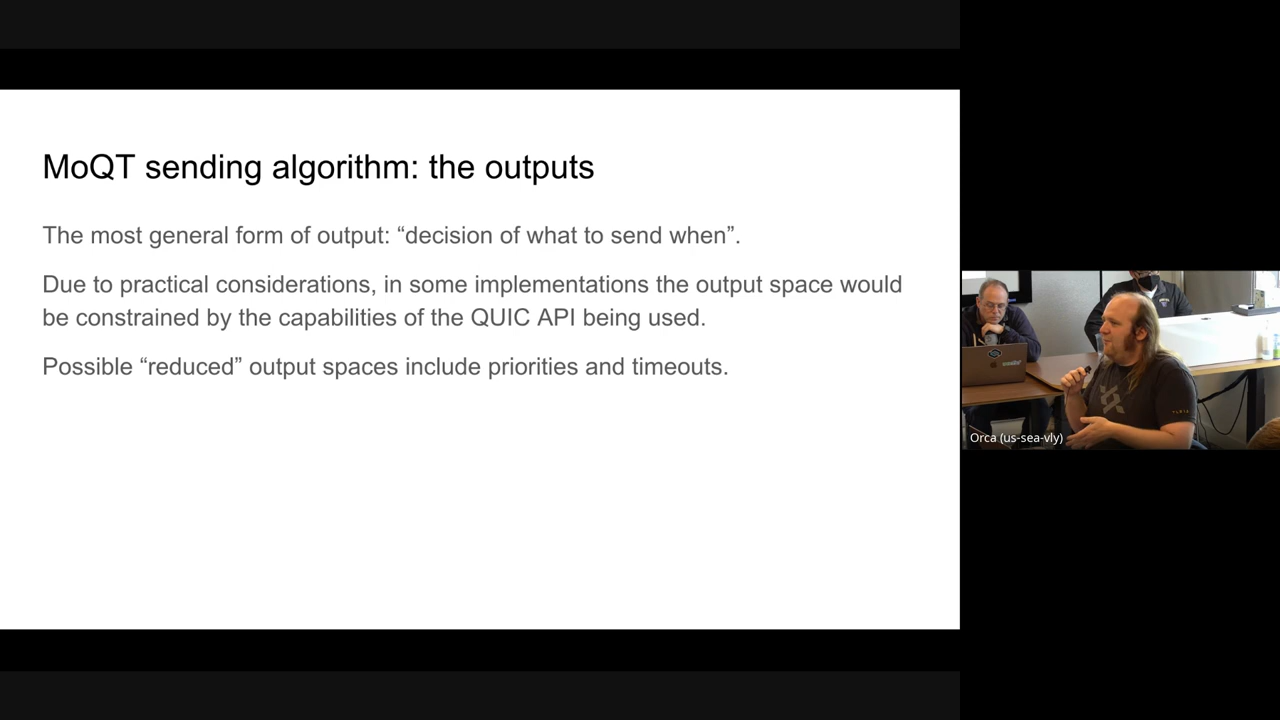 MoQT sending algorithm: the outputs
The most general form of output: “decision of what to send when”.
Due to practical considerations, in some implementations the output space would
be constrained by the capabilities of the QUIC API being used.
Possible “reduced” output spaces include priorities and timeouts.
Orca (us-sea-vly)